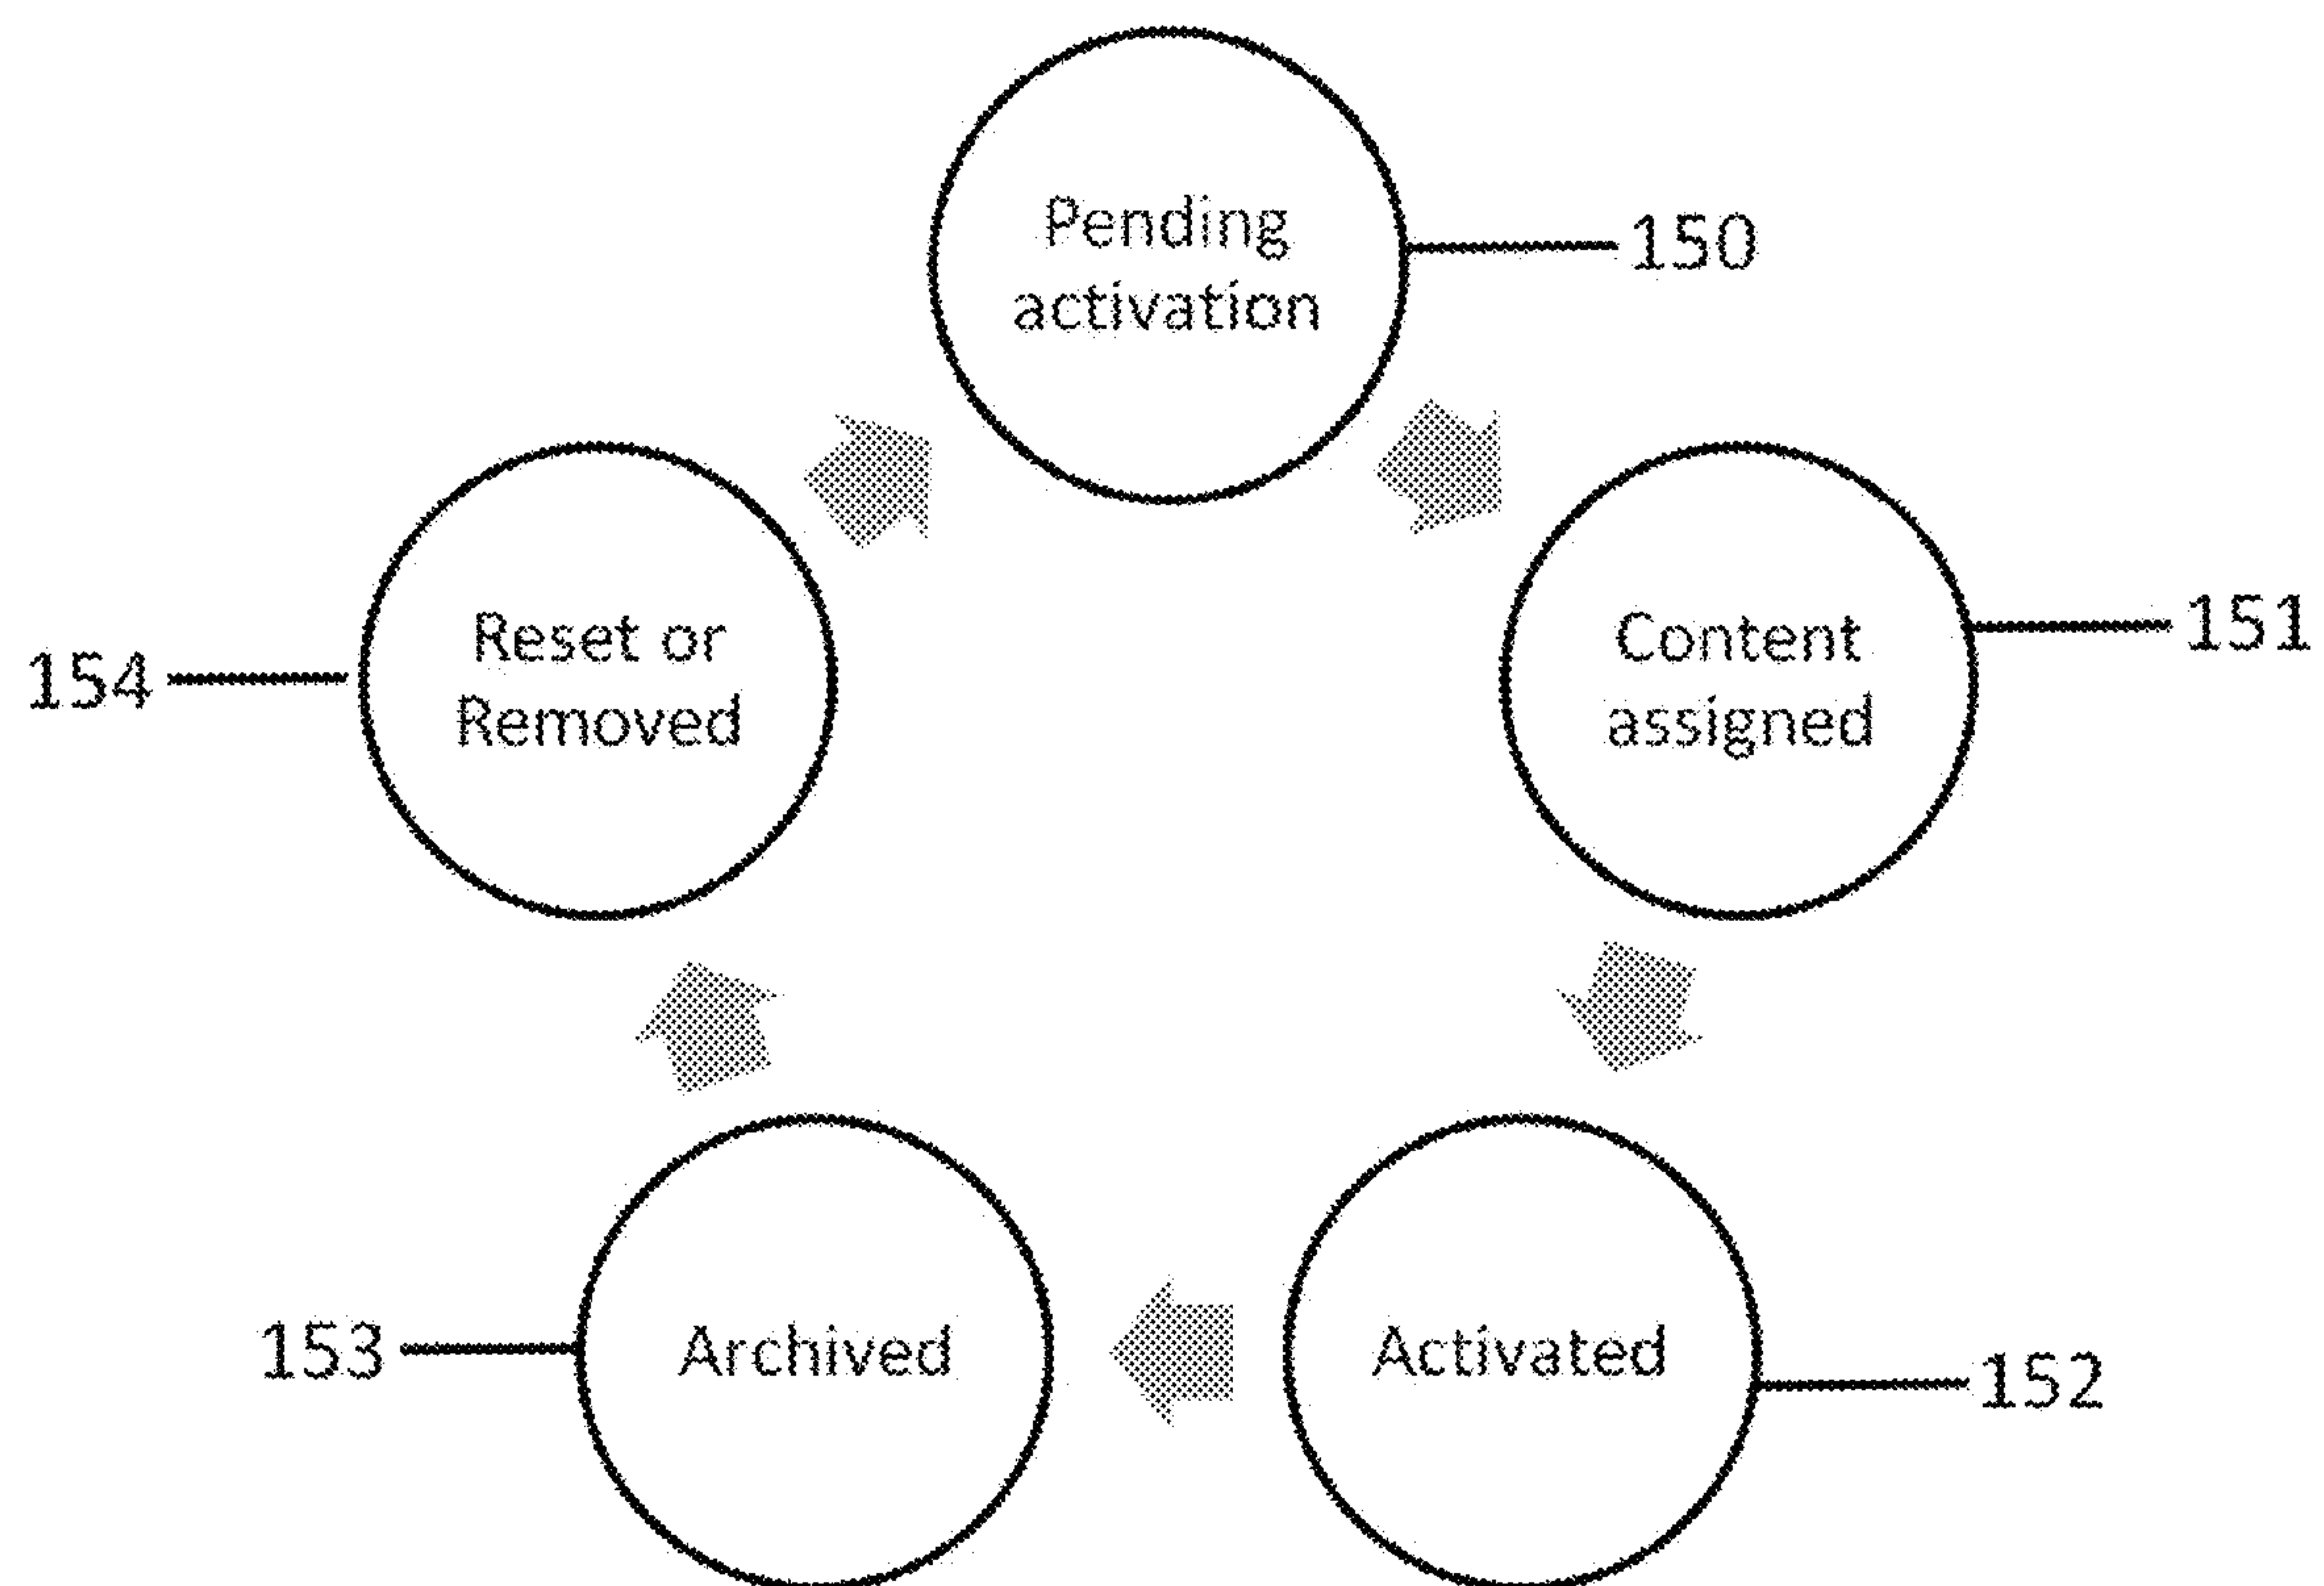 Pending
activation
150
Reset or
Removed
154
Content
assigned
151
Archived
153
Activated
152